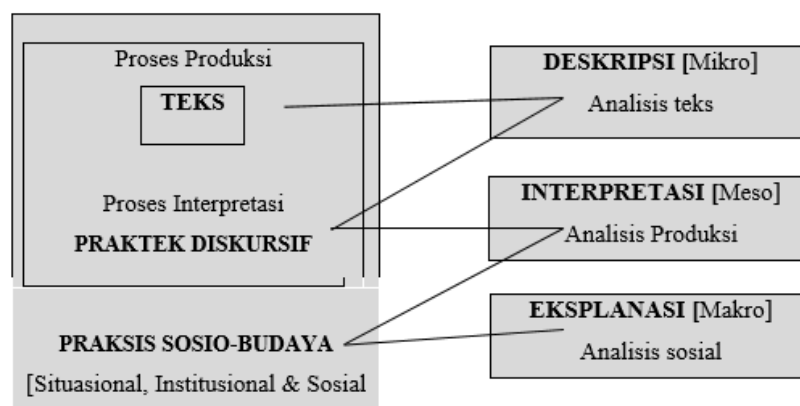 Proses Produksi
TEKS
Proses Interpretasi
PRAKTEK DISKURSIF
PRAKSIS SOSIO-BUDAYA
[Situasional, Institusional & Sosial
DESKRIPSI [Mikro]
Analisis teks
INTERPRETASI [Meso]
Analisis Produksi
EKSPLANASI [Makro]
Analisis sosial